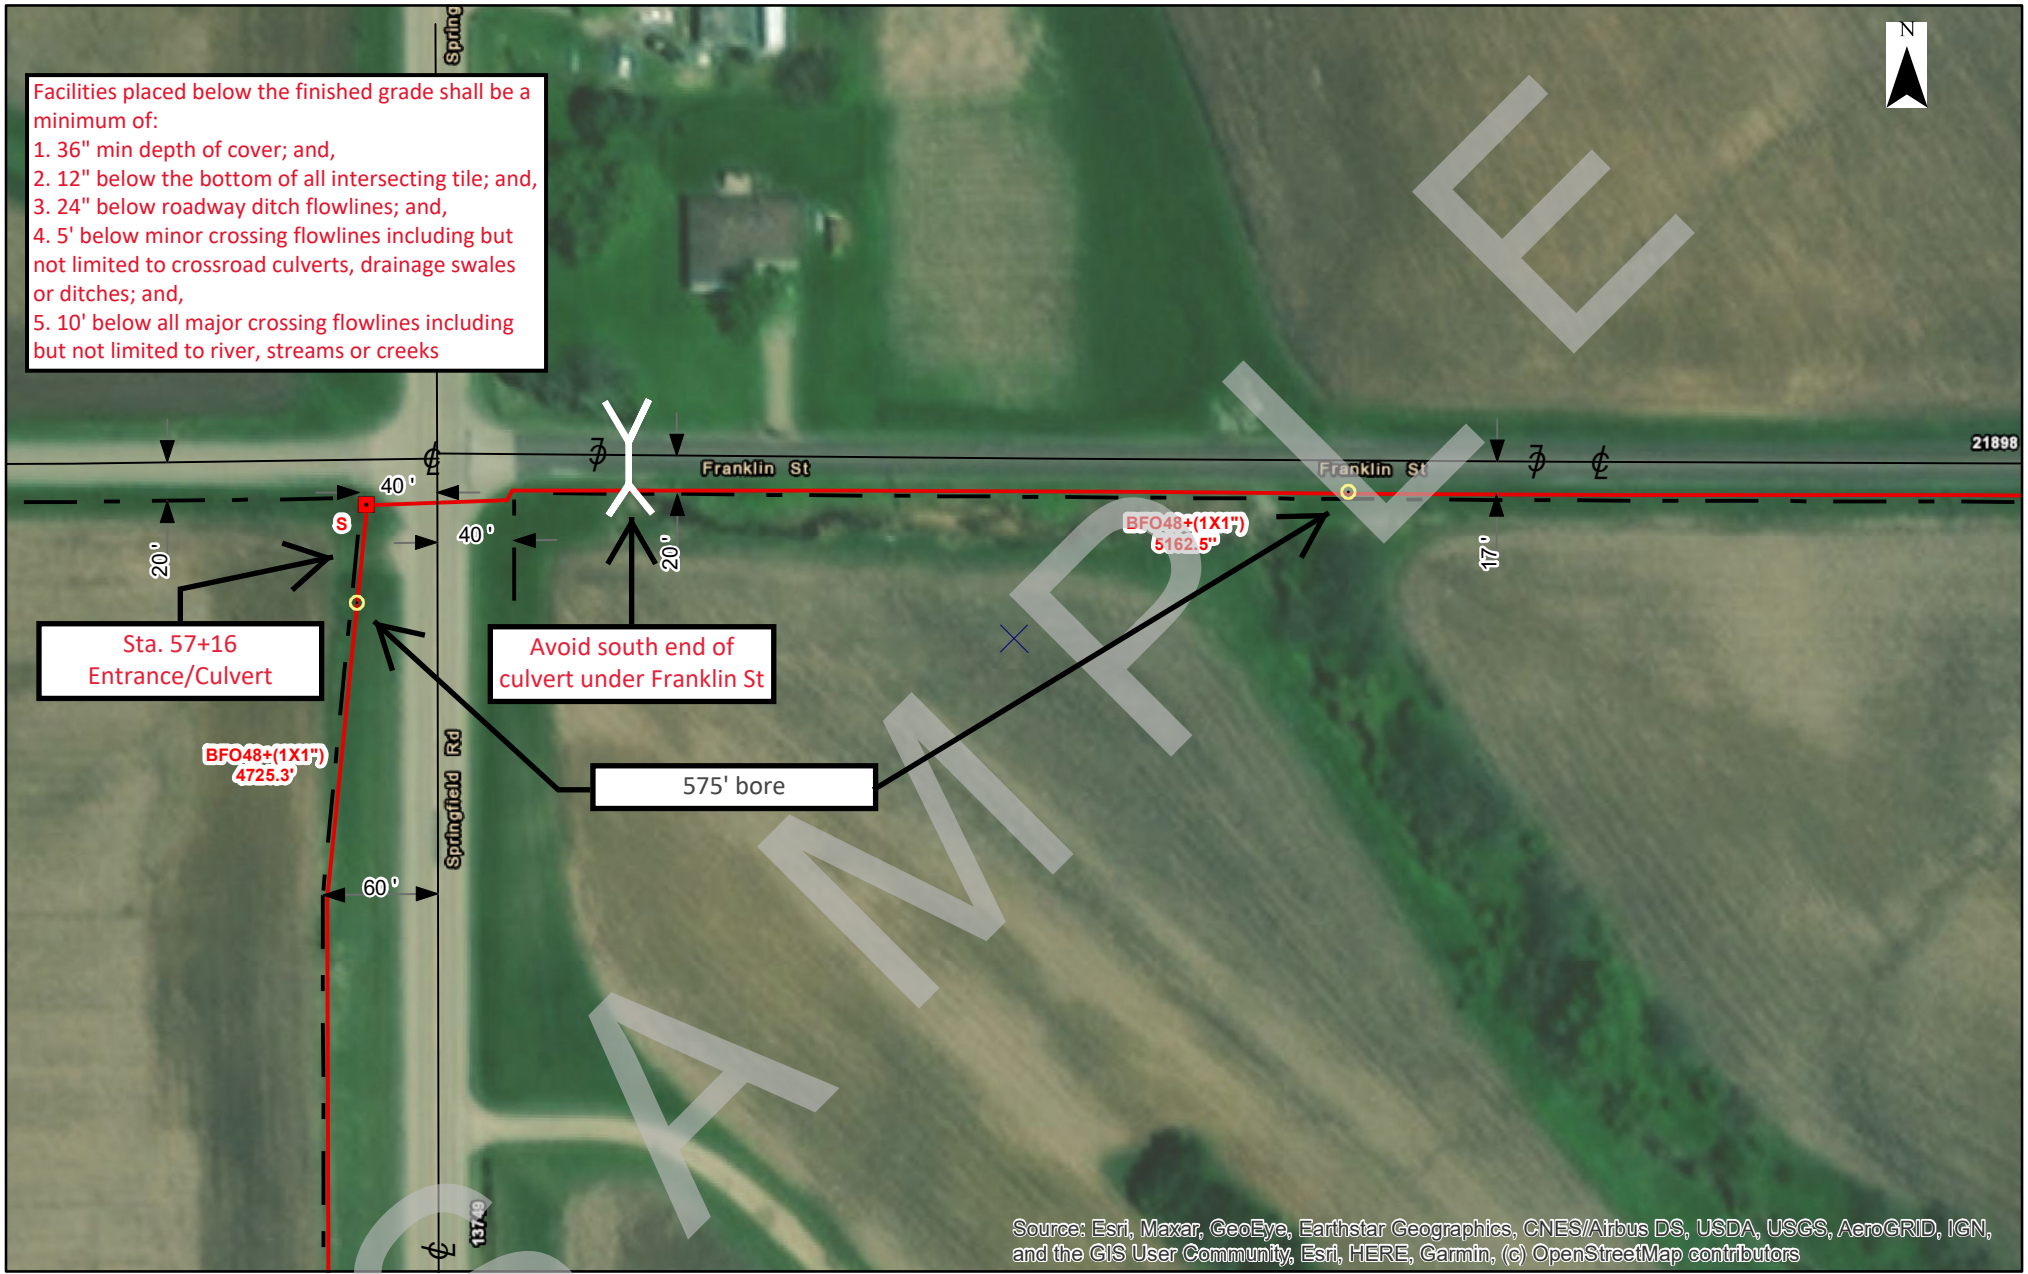 Spring
N
Facilities placed below the finished grade shall be a
minimum of:
1. 36" min depth of cover; and,
2. 12" below the bottom of all intersecting tile; and,
3. 24" below roadway ditch flowlines; and,
4. 5' below minor crossing flowlines including but
not limited to crossroad culverts, drainage swales
or ditches; and,
5. 10' below all major crossing flowlines including
but not limited to river, streams or creeks
21898
Franklin St
Franklin St
40'
S
40'
20'
20'
17'
BFO48+(1X1")
5162.5"
Sta. 57+16
Entrance/Culvert
Avoid south end of
culvert under Franklin St
BFO48+(1X1")
4725.3'
575' bore
Springfield Rd
60'
13749
SAMPLE
Source: Esri, Maxar, GeoEye, Earthstar Geographics, CNES/Airbus DS, USDA, USGS, AeroGRID, IGN,
and the GIS User Community, Esri, HERE, Garmin, (c) OpenStreetMap contributors